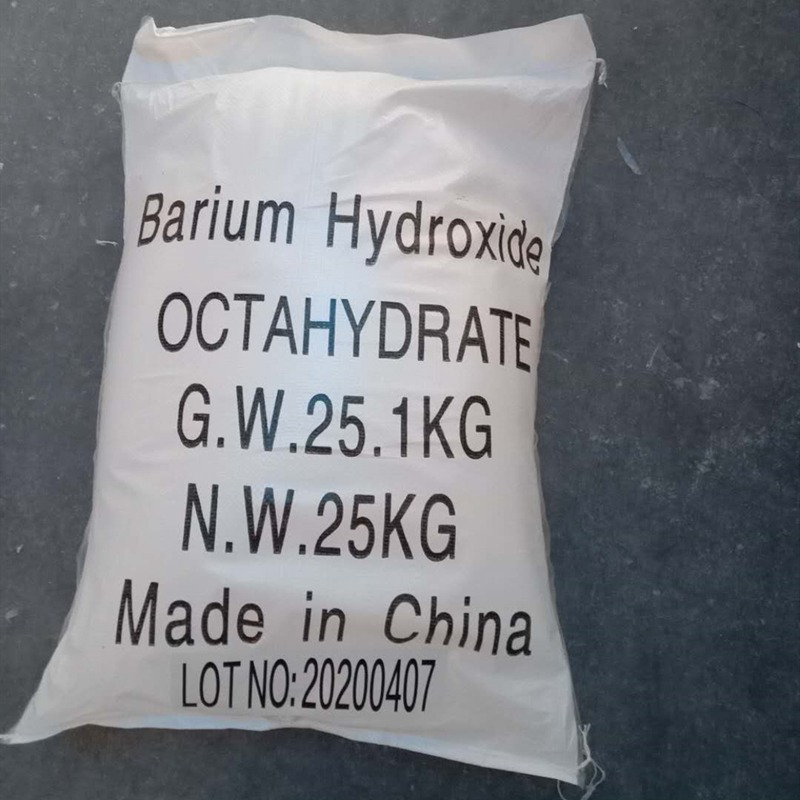 Barium Hydroxide
OCTAHYDRATE
G.W.25.1KG
N.W.25KG
Made in China
LOT NO:20200407